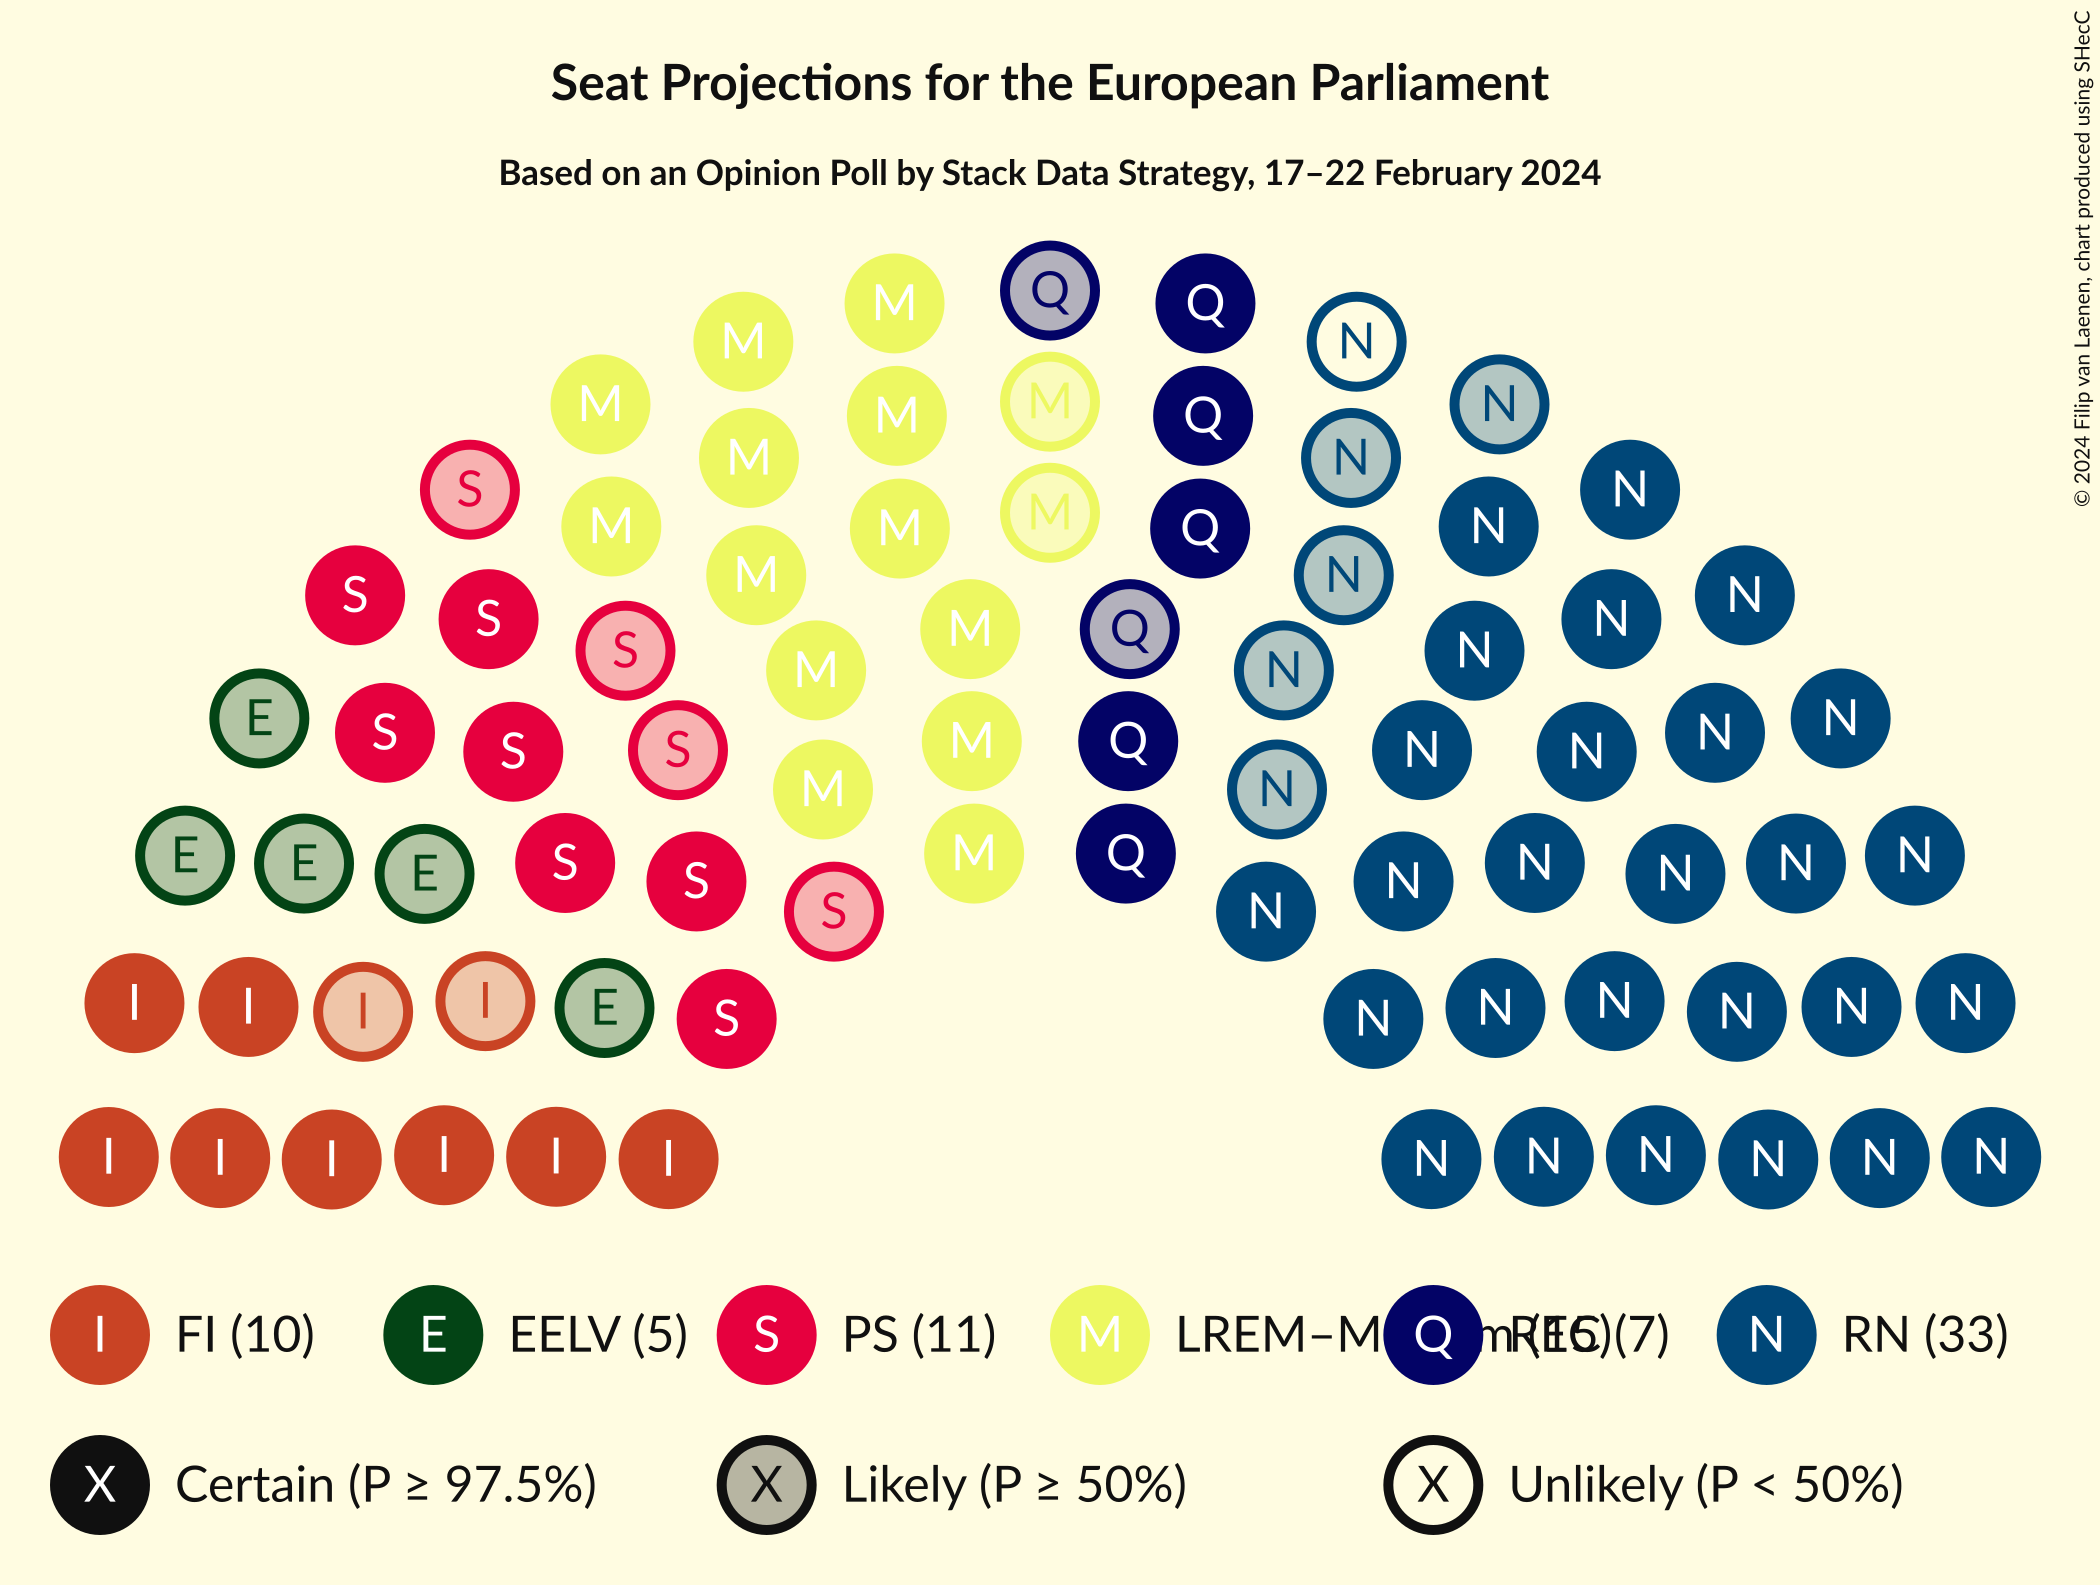 Seat Projections for the European Parliament
Based on an Opinion Poll by Stack Data Strategy, 17–22 February 2024
© 2024 Filip van Laenen, chart produced using SHecC
Q
M Q
M N
M M N
M Q
M N
S N
M M M Q N
M N
S N
S N
M Q
S N
M N
E N
S N
M Q
S S N N
M N
M Q
E N
E S N N
E N
S N
S N
I I I I E S N N N N N N
I I I I I I N N N N N N
I FI (10) E EELV (5) S PS (11) M LREM–M m (15) Q REC (7) N RN (33)
X Certain (P ≥ 97.5%) X Likely (P ≥ 50%) X Unlikely (P < 50%)